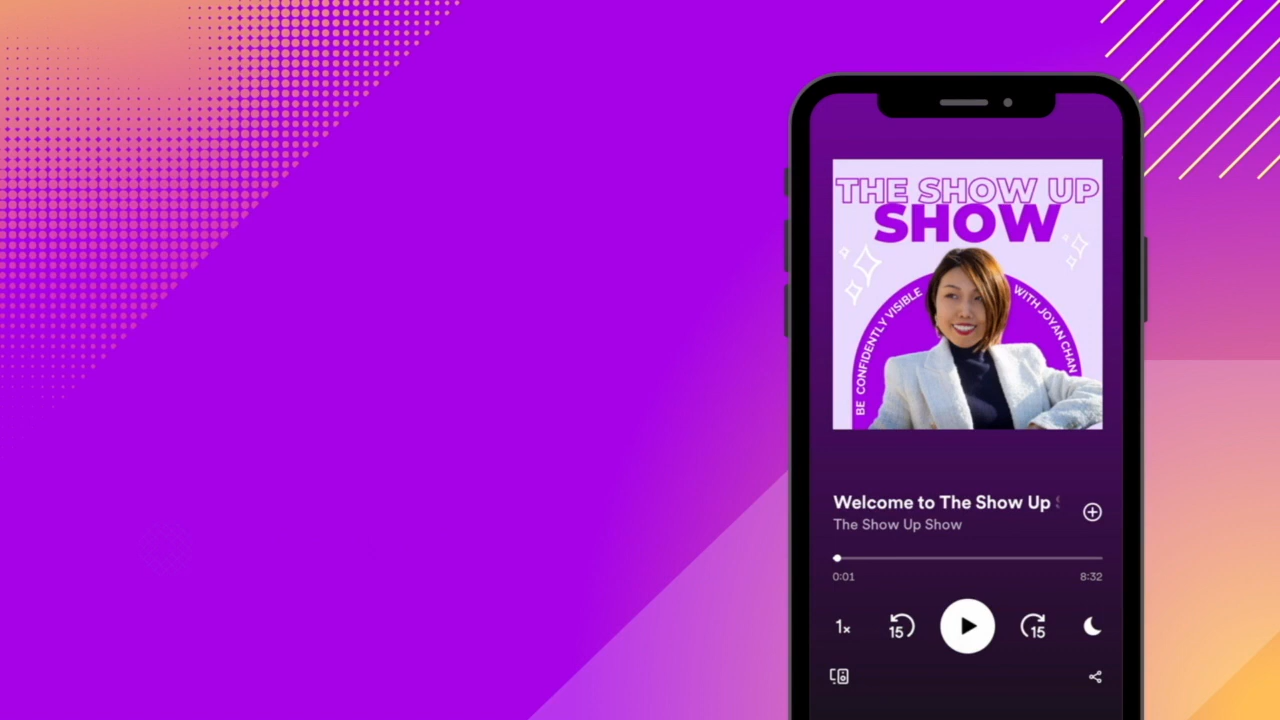 THE SHOW UP
SHOW
BE CONFIDENTLY VISIBLE
WITH JOYAN CHAN
Welcome to The Show Up
The Show Up Show
0:01
8:32
1x
15
15